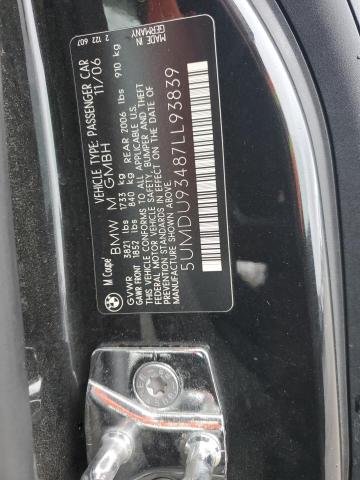 M Coupe'
VEHICLE TYPE: PASSENGER CAR
MADE IN
GERMANY
BMW M GMBH
11/06
2 122 607
GVWR 3821 lbs 1733 kg
GAWR FRONT 1852 lbs 840 kg REAR 2006 lbs 910 kg
THIS VEHICLE CONFORMS TO ALL APPLICABLE U.S.
FEDERAL MOTOR VEHICLE SAFETY, BUMPER AND THEFT
PREVENTION STANDARDS IN EFFECT ON THE DATE OF
MANUFACTURE SHOWN ABOVE.
5UMDU93487LL93839